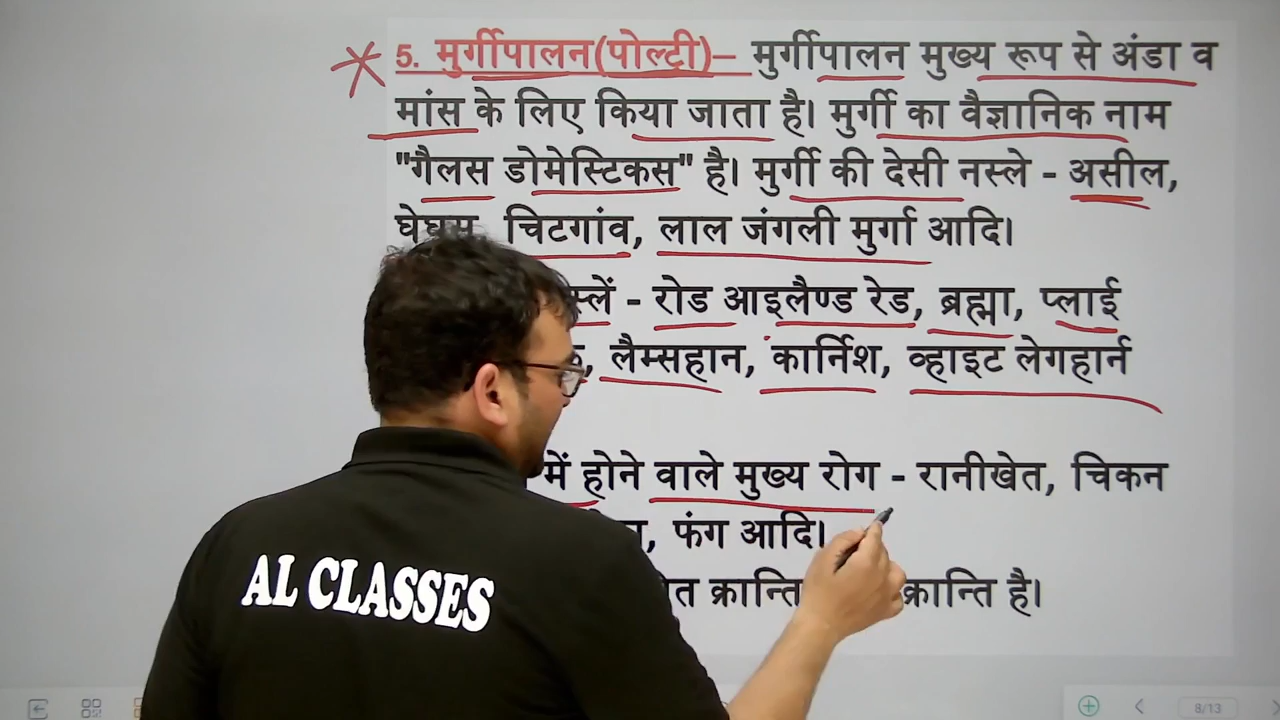 5. मुर्गीपालन(पोल्ट्री)– मुर्गीपालन मुख्य रूप से अंडा व
मांस के लिए किया जाता है। मुर्गी का वैज्ञानिक नाम
"गैलस डोमेस्टिकस" है। मुर्गी की देसी नस्ले - असील,
चिटगांव, लाल जंगली मुर्गा आदि।
- रोड आइलैण्ड रेड, ब्रह्मा, प्लाई
लैम्सहान, कार्निश, व्हाइट लेगहार्न
में होने वाले मुख्य रोग - रानीखेत, चिकन
फंग आदि।
क्रान्ति है।
AL CLASSES
8/13